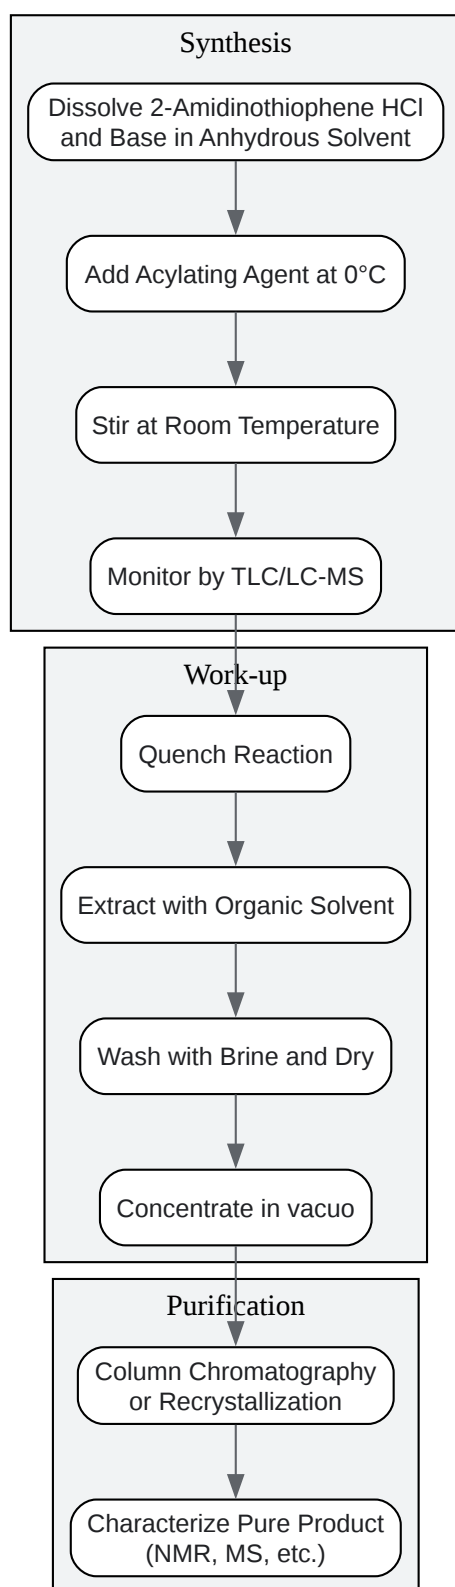 Synthesis
Dissolve 2-Amidinothiophene HCl
and Base in Anhydrous Solvent
Add Acylating Agent at 0°C
Stir at Room Temperature
Monitor by TLC/LC-MS
Work-up
Quench Reaction
Extract with Organic Solvent
Wash with Brine and Dry
Concentrate in vacuo
Purification
Column Chromatography
or Recrystallization
Characterize Pure Product
(NMR, MS, etc.)